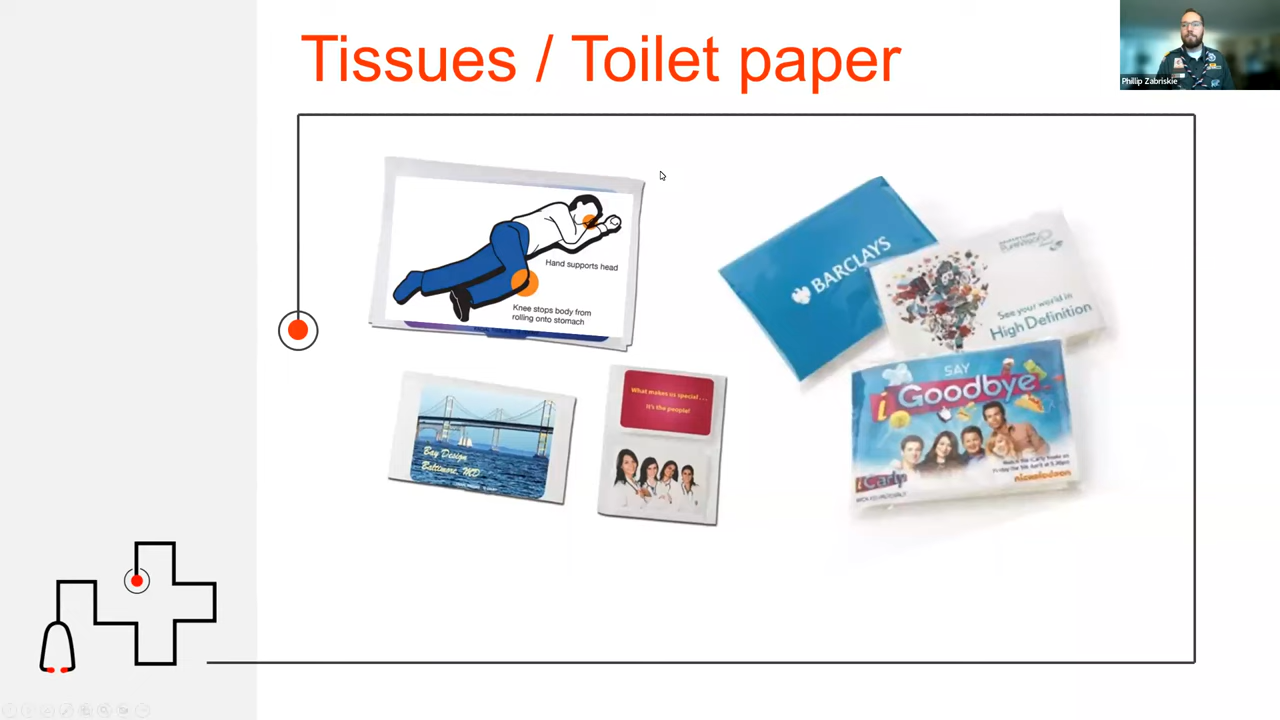 Tissues / Toilet paper
Phillip Zabriskie
Hand supports head
Knee stops body from
rolling onto stomach
BARCLAYS
PureVision
See your world in
High Definition
Bay Design
Baltimore, MD
What makes us special . . .
It's the people!
SAY
i Goodbye
iCarly
nickelodeon